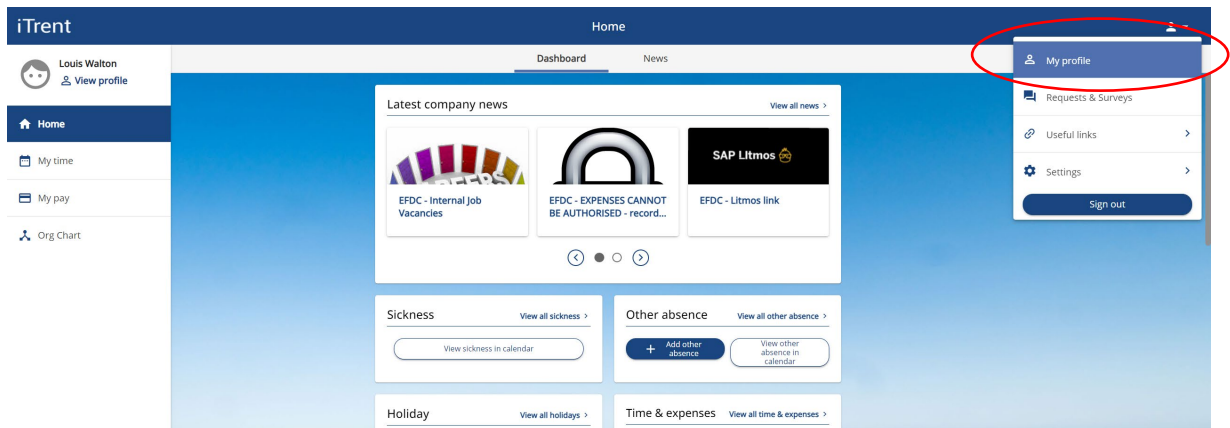 iTrent
Home
Louis Walton
View profile
Home
My time
My pay
Org Chart
Dashboard News
Latest company news
View all news >
CAREERS
EFDC - Internal Job
Vacancies
EFDC - EXPENSES CANNOT
BE AUTHORISED - record...
SAP LItmos
EFDC - Litmos link
Sickness
View all sickness >
View sickness in calendar
Other absence
View all other absence >
+ Add other
absence
View other
absence in
calendar
Holiday
View all holidays >
Time & expenses
View all time & expenses >
My profile
Requests & Surveys
Useful links >
Settings >
Sign out